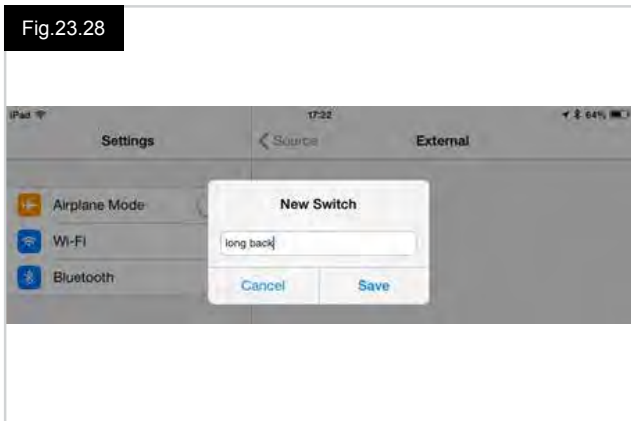 Fig.23.28
iPad 17:22 64%
Settings < Source External
Airplane Mode
New Switch
Wi-Fi
long back
Bluetooth
Cancel Save